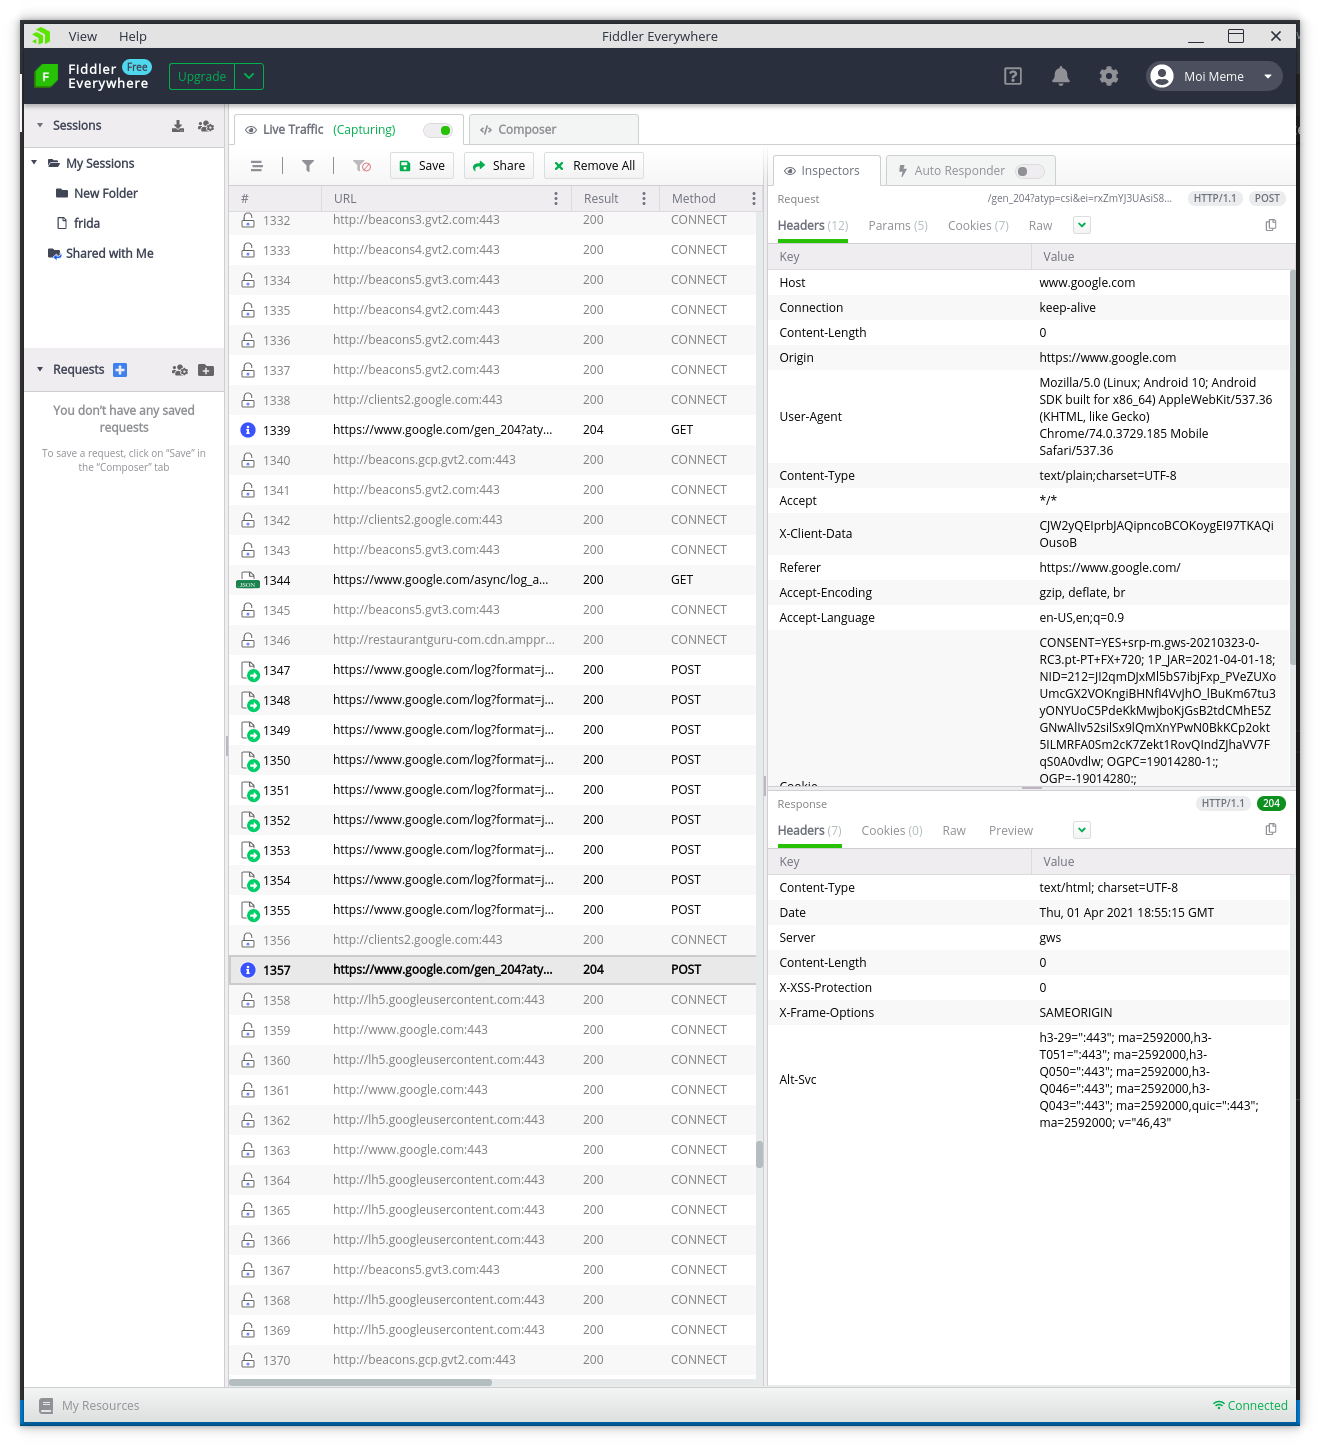 View Help Fiddler Everywhere
Fiddler Free
Everywhere
Upgrade
Moi Meme
Sessions
My Sessions
New Folder
frida
Shared with Me
Requests
You don't have any saved
requests
To save a request, click on "Save" in
the "Composer" tab
Live Traffic (Capturing)
Composer
Save Share Remove All
# URL Result Method
1332 http://beacons3.gvt2.com:443 200 CONNECT
1333 http://beacons4.gvt2.com:443 200 CONNECT
1334 http://beacons5.gvt3.com:443 200 CONNECT
1335 http://beacons4.gvt2.com:443 200 CONNECT
1336 http://beacons5.gvt2.com:443 200 CONNECT
1337 http://beacons5.gvt2.com:443 200 CONNECT
1338 http://clients2.google.com:443 200 CONNECT
1339 https://www.google.com/gen_204?aty... 204 GET
1340 http://beacons.gcp.gvt2.com:443 200 CONNECT
1341 http://beacons5.gvt2.com:443 200 CONNECT
1342 http://clients2.google.com:443 200 CONNECT
1343 http://beacons5.gvt3.com:443 200 CONNECT
JSON 1344 https://www.google.com/async/log_a... 200 GET
1345 http://beacons5.gvt3.com:443 200 CONNECT
1346 http://restaurantguru-com.cdn.amppr... 200 CONNECT
1347 https://www.google.com/log?format=j... 200 POST
1348 https://www.google.com/log?format=j... 200 POST
1349 https://www.google.com/log?format=j... 200 POST
1350 https://www.google.com/log?format=j... 200 POST
1351 https://www.google.com/log?format=j... 200 POST
1352 https://www.google.com/log?format=j... 200 POST
1353 https://www.google.com/log?format=j... 200 POST
1354 https://www.google.com/log?format=j... 200 POST
1355 https://www.google.com/log?format=j... 200 POST
1356 http://clients2.google.com:443 200 CONNECT
1357 https://www.google.com/gen_204?aty... 204 POST
1358 http://lh5.googleusercontent.com:443 200 CONNECT
1359 http://www.google.com:443 200 CONNECT
1360 http://lh5.googleusercontent.com:443 200 CONNECT
1361 http://www.google.com:443 200 CONNECT
1362 http://lh5.googleusercontent.com:443 200 CONNECT
1363 http://www.google.com:443 200 CONNECT
1364 http://lh5.googleusercontent.com:443 200 CONNECT
1365 http://lh5.googleusercontent.com:443 200 CONNECT
1366 http://lh5.googleusercontent.com:443 200 CONNECT
1367 http://beacons5.gvt3.com:443 200 CONNECT
1368 http://lh5.googleusercontent.com:443 200 CONNECT
1369 http://lh5.googleusercontent.com:443 200 CONNECT
1370 http://beacons.gcp.gvt2.com:443 200 CONNECT
Inspectors Auto Responder
Request /gen_204?atyp=csi&ei=rxZmYJ3UAsiS8... HTTP/1.1 POST
Headers (12) Params (5) Cookies (7) Raw
Key Value
Host www.google.com
Connection keep-alive
Content-Length 0
Origin https://www.google.com
User-Agent Mozilla/5.0 (Linux; Android 10; Android
SDK built for x86_64) AppleWebKit/537.36
(KHTML, like Gecko)
Chrome/74.0.3729.185 Mobile
Safari/537.36
Content-Type text/plain;charset=UTF-8
Accept */*
X-Client-Data CJW2yQEIprbJAQipncoBCOKoygEI97TKAQi
OusoB
Referer https://www.google.com/
Accept-Encoding gzip, deflate, br
Accept-Language en-US,en;q=0.9
Cookie CONSENT=YES+srp-m.gws-20210323-0-
RC3.pt-PT+FX+720; 1P_JAR=2021-04-01-18;
NID=212=JI2qmDJxMl5bS7ibjFxp_PVeZUXo
UmcGX2VOKngiBHNfI4VvJhO_lBuKm67tu3
yONYUoC5PdeKkMwjboKjGsB2tdCMhE5Z
GNwAlIv52silSx9lQmXnYPwN0BkKCp2okt
5ILMRFA0Sm2cK7Zekt1RovQIndZJhaVV7F
qS0A0vdlw; OGPC=19014280-1:;
OGP=-19014280:;
Response HTTP/1.1 204
Headers (7) Cookies (0) Raw Preview
Key Value
Content-Type text/html; charset=UTF-8
Date Thu, 01 Apr 2021 18:55:15 GMT
Server gws
Content-Length 0
X-XSS-Protection 0
X-Frame-Options SAMEORIGIN
Alt-Svc h3-29=":443"; ma=2592000,h3-
T051=":443"; ma=2592000,h3-
Q050=":443"; ma=2592000,h3-
Q046=":443"; ma=2592000,h3-
Q043=":443"; ma=2592000,quic=":443";
ma=2592000; v="46,43"
My Resources Connected